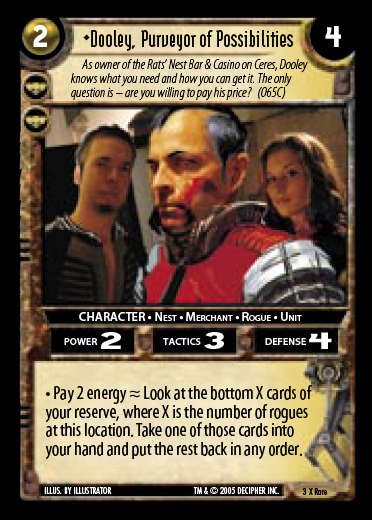 2 •Dooley, Purveyor of Possibilities 4
As owner of the Rats' Nest Bar & Casino on Ceres, Dooley
knows what you need and how you can get it. The only
question is – are you willing to pay his price? (065C)
CHARACTER • NEST • MERCHANT • ROGUE • UNIT
POWER 2 TACTICS 3 DEFENSE 4
• Pay 2 energy ≈ Look at the bottom X cards of
your reserve, where X is the number of rogues
at this location. Take one of those cards into
your hand and put the rest back in any order.
ILLUS. BY ILLUSTRATOR TM & © 2005 DECIPHER INC. 3 X Rare